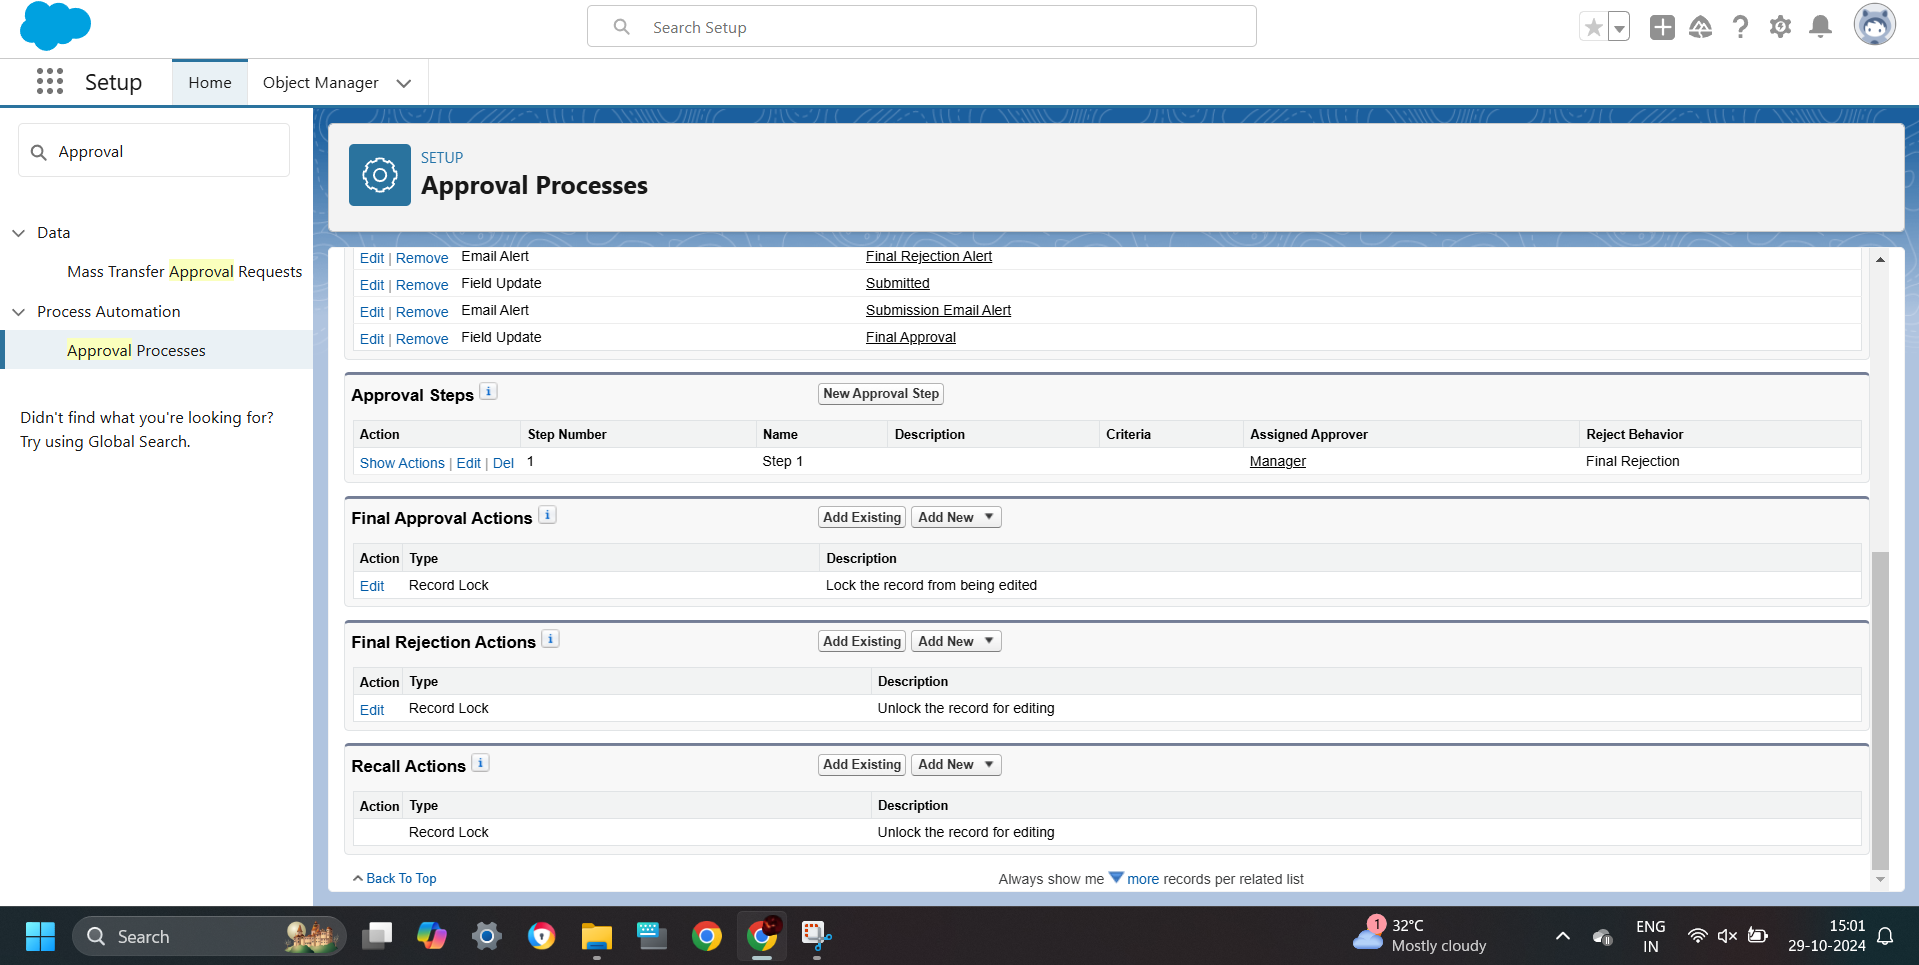 Search Setup
Setup
Home
Object Manager
Approval
Data
Mass Transfer Approval Requests
Process Automation
Approval Processes
Didn't find what you're looking for?
Try using Global Search.
SETUP
Approval Processes
Edit | Remove Email Alert Final Rejection Alert
Edit | Remove Field Update Submitted
Edit | Remove Email Alert Submission Email Alert
Edit | Remove Field Update Final Approval
Approval Steps i New Approval Step
Action Step Number Name Description Criteria Assigned Approver Reject Behavior
Show Actions | Edit | Del 1 Step 1 Manager Final Rejection
Final Approval Actions i Add Existing Add New
Action Type Description
Edit Record Lock Lock the record from being edited
Final Rejection Actions i Add Existing Add New
Action Type Description
Edit Record Lock Unlock the record for editing
Recall Actions i Add Existing Add New
Action Type Description
Record Lock Unlock the record for editing
Back To Top
Always show me more records per related list
Search
1
32°C
Mostly cloudy
ENG
IN
15:01
29-10-2024